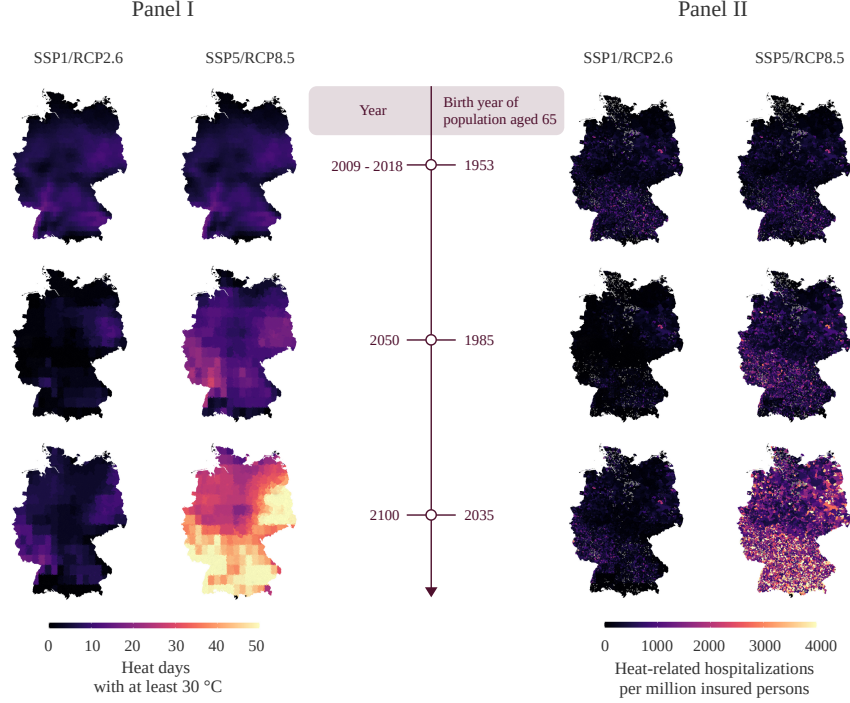 Panel I
Panel II
SSP1/RCP2.6
SSP5/RCP8.5
SSP1/RCP2.6
SSP5/RCP8.5
Year
Birth year of
population aged 65
2009 - 2018
1953
2050
1985
2100
2035
0 10 20 30 40 50
Heat days
with at least 30 °C
0 1000 2000 3000 4000
Heat-related hospitalizations
per million insured persons